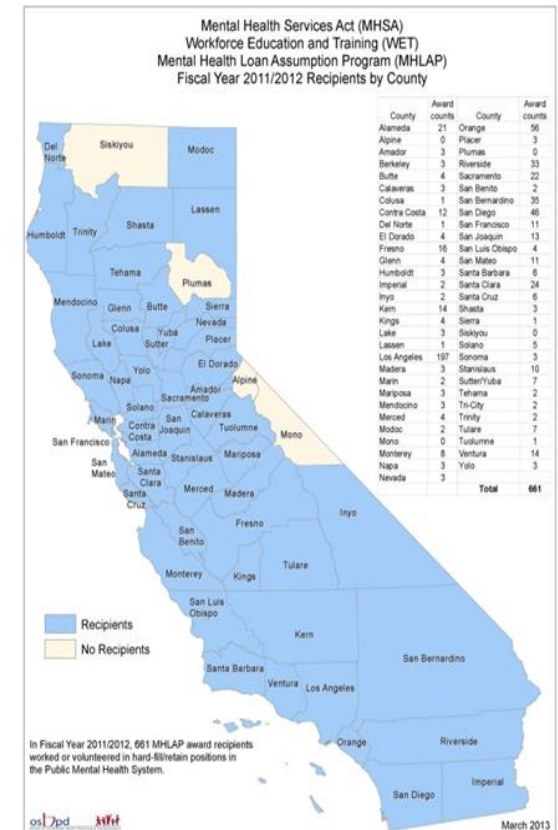 Mental Health Services Act (MHSA)
Workforce Education and Training (WET)
Mental Health Loan Assumption Program (MHLAP)
Fiscal Year 2011/2012 Recipients by County
County Award counts County Award counts
Alameda 21 Orange 56
Alpine 0 Placer 3
Amador 3 Plumas 0
Berkeley 3 Riverside 33
Butte 4 Sacramento 22
Calaveras 3 San Benito 2
Colusa 1 San Bernardino 35
Contra Costa 12 San Diego 46
Del Norte 1 San Francisco 11
El Dorado 4 San Joaquin 13
Fresno 16 San Luis Obispo 4
Glenn 4 San Mateo 11
Humboldt 3 Santa Barbara 6
Imperial 2 Santa Clara 24
Inyo 2 Santa Cruz 6
Kern 14 Shasta 3
Kings 4 Sierra 1
Lake 3 Siskiyou 0
Lassen 1 Solano 5
Los Angeles 197 Sonoma 3
Madera 3 Stanislaus 10
Marin 2 Sutter/Yuba 7
Mariposa 3 Tehama 2
Mendocino 3 Tri-City 2
Merced 4 Trinity 2
Modoc 2 Tulare 7
Mono 0 Tuolumne 1
Monterey 8 Ventura 14
Napa 3 Yolo 3
Nevada 3
Total 661
Del
Norte
Siskiyou
Modoc
Humboldt
Trinity
Shasta
Lassen
Tehama
Plumas
Mendocino
Glenn
Butte
Sierra
Nevada
Colusa
Yuba
Lake
Sutter
Placer
El Dorado
Sonoma
Napa
Yolo
Alpine
Amador
Sacramento
Solano
Calaveras
Marin
Contra
Costa
San
Joaquin
Tuolumne
Mono
San Francisco
Alameda
Stanislaus
Mariposa
San
Mateo
Santa
Clara
Merced
Madera
Santa
Cruz
Fresno
Inyo
San
Benito
Tulare
Monterey
Kings
San Luis
Obispo
Kern
San Bernardino
Santa Barbara
Ventura
Los Angeles
Orange
Riverside
San Diego
Imperial
Recipients
No Recipients
In Fiscal Year 2011/2012, 661 MHLAP award recipients
worked or volunteered in hard-fill/retain positions in
the Public Mental Health System.
oshpd
March 2013